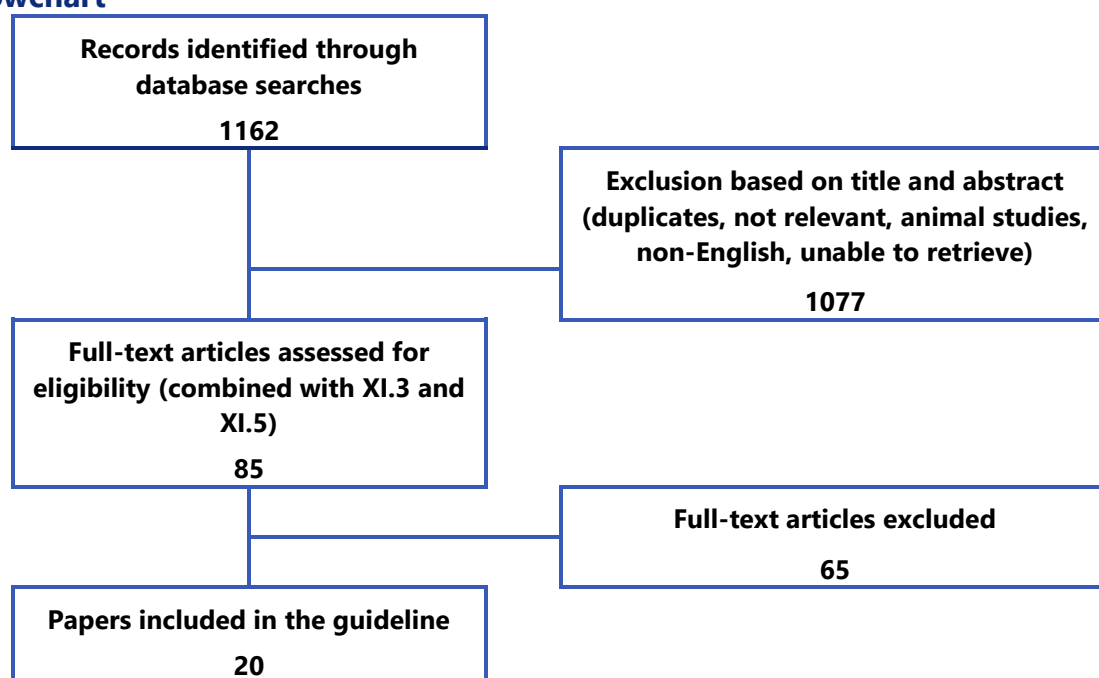 Records identified through
database searches
1162
Exclusion based on title and abstract
(duplicates, not relevant, animal studies,
non-English, unable to retrieve)
1077
Full-text articles assessed for
eligibility (combined with XI.3 and
XI.5)
85
Full-text articles excluded
65
Papers included in the guideline
20